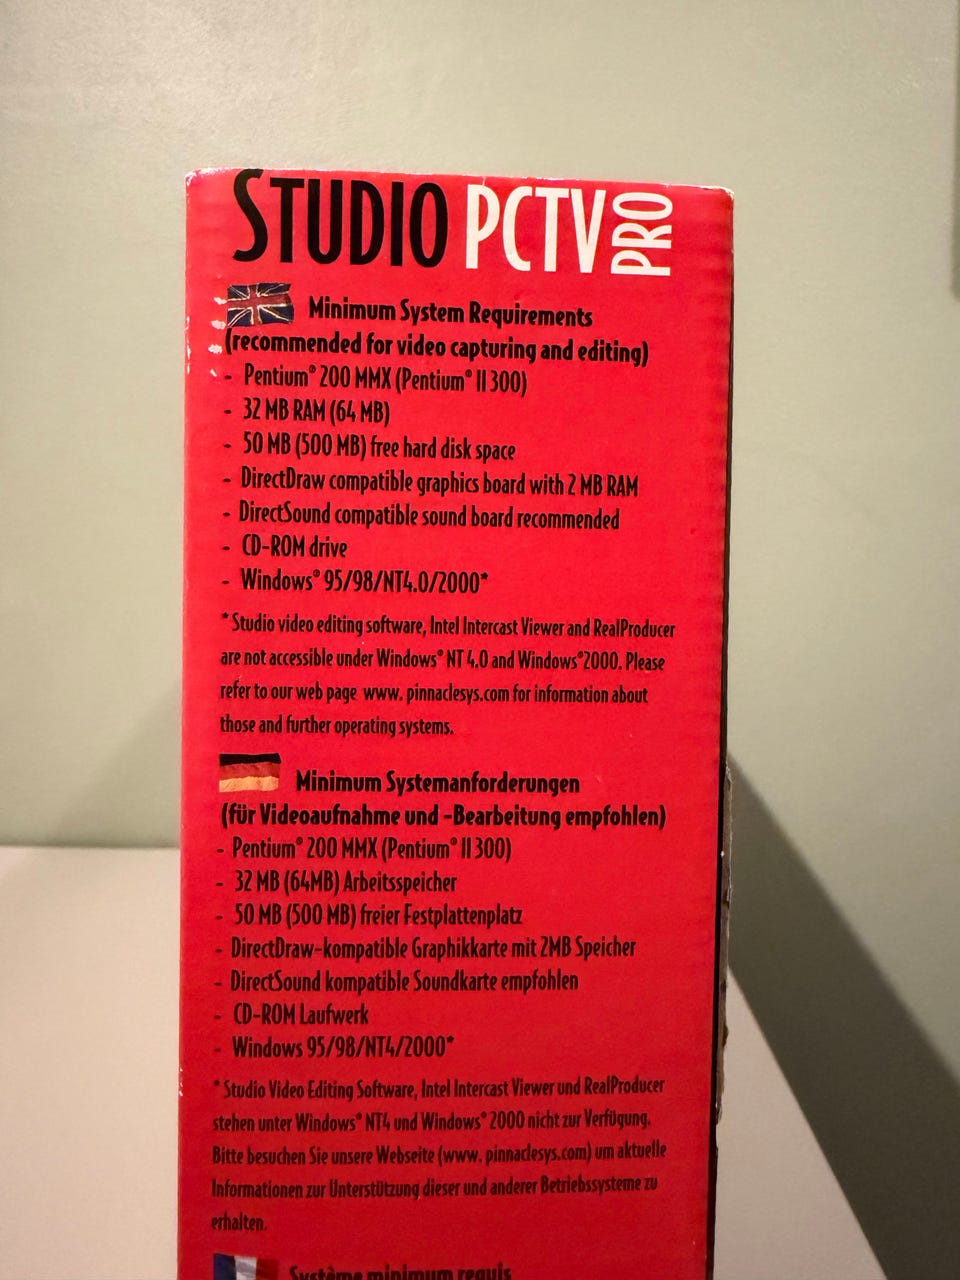 STUDIO PCTV PRO
Minimum System Requirements
(recommended for video capturing and editing)
- Pentium® 200 MMX (Pentium® II 300)
- 32 MB RAM (64 MB)
- 50 MB (500 MB) free hard disk space
- DirectDraw compatible graphics board with 2 MB RAM
- DirectSound compatible sound board recommended
- CD-ROM drive
- Windows® 95/98/NT4.0/2000*
* Studio video editing software, Intel Intercast Viewer and RealProducer
are not accessible under Windows® NT 4.0 and Windows®2000. Please
refer to our web page www. pinnaclesys.com for information about
those and further operating systems.
Minimum Systemanforderungen
(für Videoaufnahme und -Bearbeitung empfohlen)
- Pentium® 200 MMX (Pentium® II 300)
- 32 MB (64MB) Arbeitsspeicher
- 50 MB (500 MB) freier Festplattenplatz
- DirectDraw-kompatible Graphikkarte mit 2MB Speicher
- DirectSound kompatible Soundkarte empfohlen
- CD-ROM Laufwerk
- Windows 95/98/NT4/2000*
* Studio Video Editing Software, Intel Intercast Viewer und RealProducer
stehen unter Windows® NT4 und Windows® 2000 nicht zur Verfügung.
Bitte besuchen Sie unsere Webseite (www. pinnaclesys.com) um aktuelle
Informationen zur Unterstützung dieser und anderer Betriebssysteme zu
erhalten.
Système minimum requis